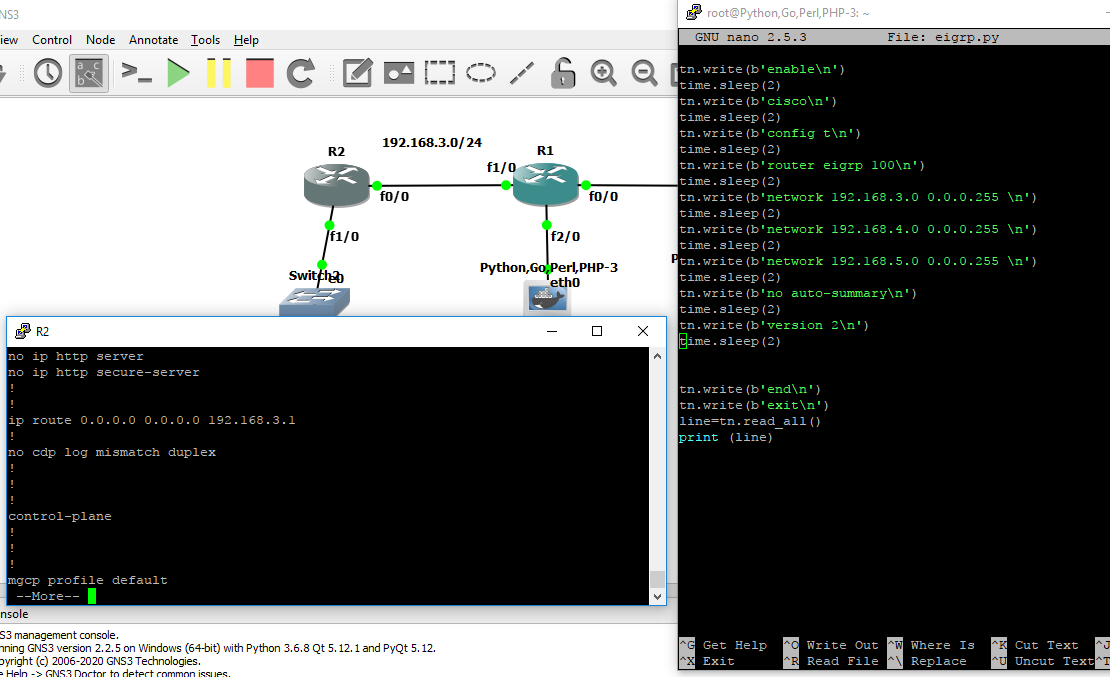 GNS3
iew Control Node Annotate Tools Help
192.168.3.0/24
R2
R1
f1/0
f0/0
f0/0
f1/0
f2/0
Switch2
e0
Python,Go,Perl,PHP-3
eth0
R2
no ip http server
no ip http secure-server
!
!
ip route 0.0.0.0 0.0.0.0 192.168.3.1
!
no cdp log mismatch duplex
!
!
!
control-plane
!
!
!
mgcp profile default
--More--
nsole
S3 management console.
nning GNS3 version 2.2.5 on Windows (64-bit) with Python 3.6.8 Qt 5.12.1 and PyQt 5.12.
pyright (c) 2006-2020 GNS3 Technologies.
e Help -> GNS3 Doctor to detect common issues.
root@Python,Go,Perl,PHP-3: ~
GNU nano 2.5.3 File: eigrp.py
tn.write(b'enable\n')
time.sleep(2)
tn.write(b'cisco\n')
time.sleep(2)
tn.write(b'config t\n')
time.sleep(2)
tn.write(b'router eigrp 100\n')
time.sleep(2)
tn.write(b'network 192.168.3.0 0.0.0.255 \n')
time.sleep(2)
tn.write(b'network 192.168.4.0 0.0.0.255 \n')
time.sleep(2)
tn.write(b'network 192.168.5.0 0.0.0.255 \n')
time.sleep(2)
tn.write(b'no auto-summary\n')
time.sleep(2)
tn.write(b'version 2\n')
time.sleep(2)
tn.write(b'end\n')
tn.write(b'exit\n')
line=tn.read_all()
print (line)
^G Get Help ^O Write Out ^W Where Is ^K Cut Text ^J
^X Exit ^R Read File ^\ Replace ^U Uncut Text ^T